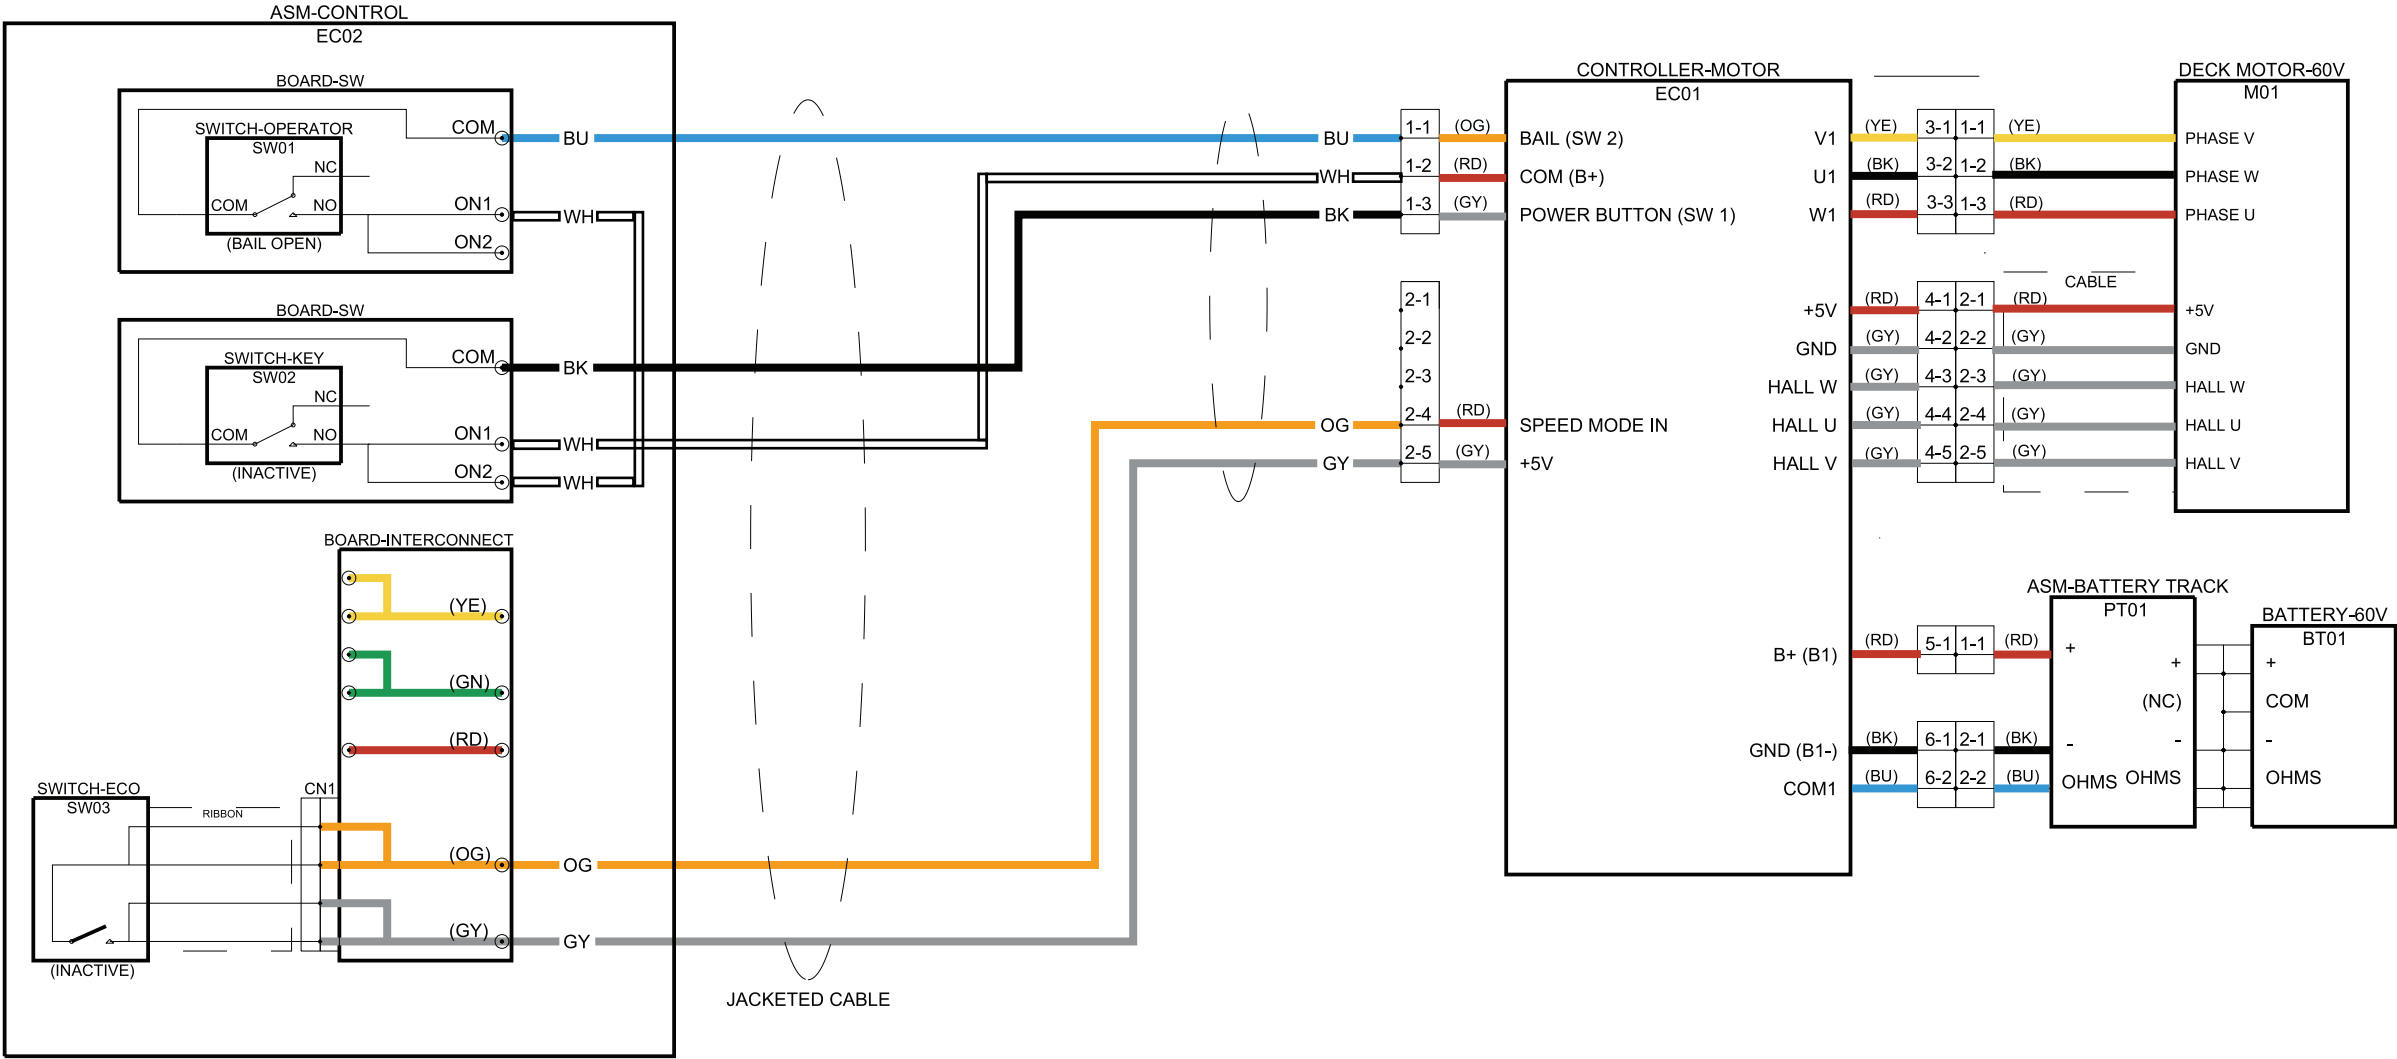 ASM-CONTROL
EC02
BOARD-SW
SWITCH-OPERATOR
SW01
NC
COM
NO
(BAIL OPEN)
COM
ON1
ON2
BU
WH
BOARD-SW
SWITCH-KEY
SW02
NC
COM
NO
(INACTIVE)
COM
ON1
ON2
BK
WH
WH
BOARD-INTERCONNECT
(YE)
(GN)
(RD)
(OG)
(GY)
OG
GY
SWITCH-ECO
SW03
(INACTIVE)
RIBBON
CN1
JACKETED CABLE
BU
WH
BK
OG
GY
1-1
1-2
1-3
(OG)
(RD)
(GY)
2-1
2-2
2-3
2-4
2-5
(RD)
(GY)
CONTROLLER-MOTOR
EC01
BAIL (SW 2)
COM (B+)
POWER BUTTON (SW 1)
SPEED MODE IN
+5V
V1
U1
W1
+5V
GND
HALL W
HALL U
HALL V
B+ (B1)
GND (B1-)
COM1
(YE) 3-1 1-1 (YE)
(BK) 3-2 1-2 (BK)
(RD) 3-3 1-3 (RD)
CABLE
(RD) 4-1 2-1 (RD)
(GY) 4-2 2-2 (GY)
(GY) 4-3 2-3 (GY)
(GY) 4-4 2-4 (GY)
(GY) 4-5 2-5 (GY)
DECK MOTOR-60V
M01
PHASE V
PHASE W
PHASE U
+5V
GND
HALL W
HALL U
HALL V
(RD) 5-1 1-1 (RD)
(BK) 6-1 2-1 (BK)
(BU) 6-2 2-2 (BU)
ASM-BATTERY TRACK
PT01
+
-
OHMS
+
(NC)
-
OHMS
BATTERY-60V
BT01
+
COM
-
OHMS